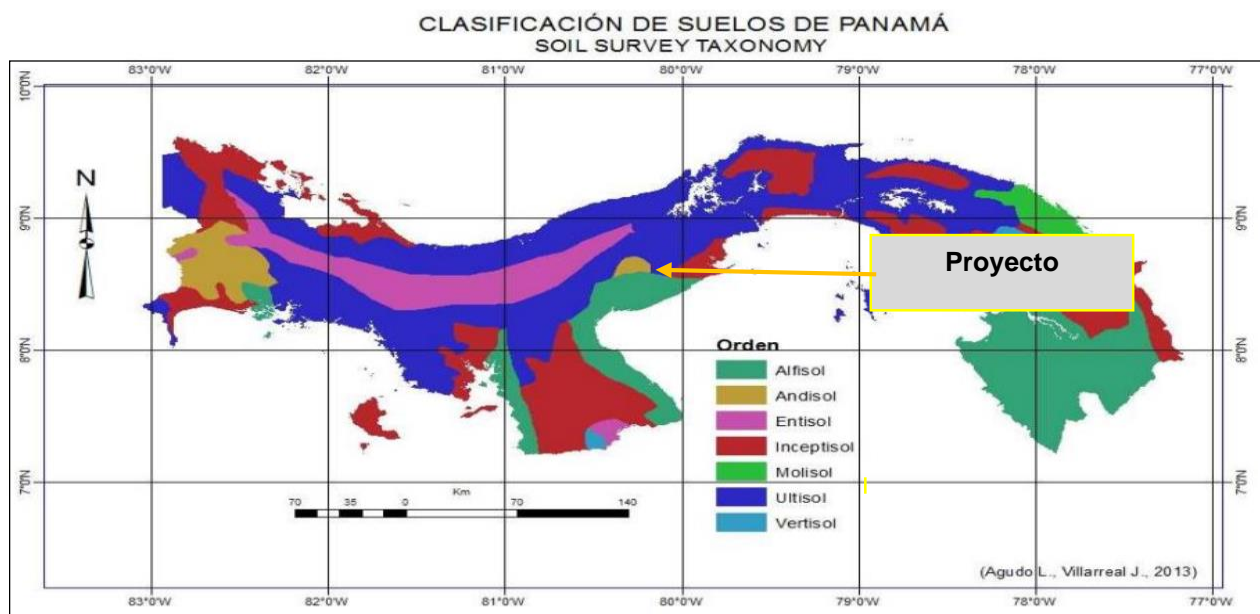 CLASIFICACIÓN DE SUELOS DE PANAMÁ
SOIL SURVEY TAXONOMY
83°0'W 82°0'W 81°0'W 80°0'W 79°0'W 78°0'W 77°0'W
10°0'N
N
9°0'N 9°0'N
8°0'N 8°0'N
7°0'N 7°0'N
Proyecto
Orden
Alfisol
Andisol
Entisol
Inceptisol
Molisol
Ultisol
Vertisol
Km
70 35 0 70 140
(Agudo L., Villarreal J., 2013)
83°0'W 82°0'W 81°0'W 80°0'W 79°0'W 78°0'W 77°0'W